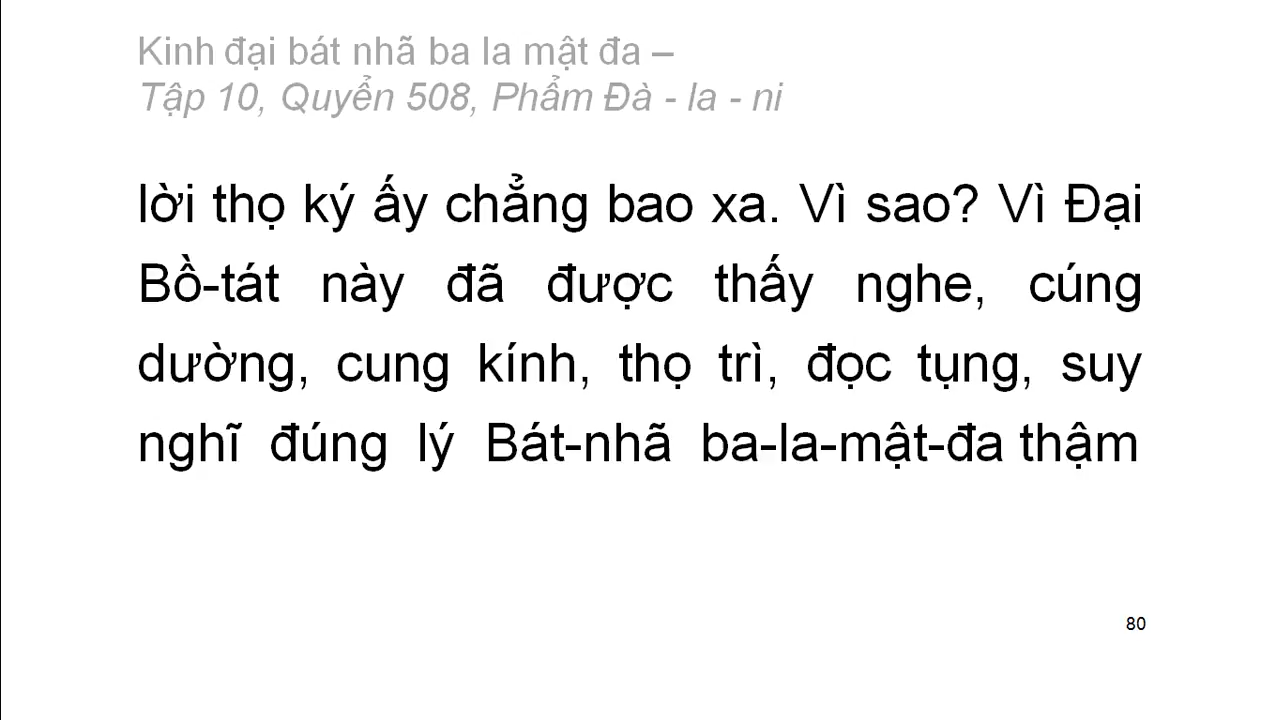 Kinh đại bát nhã ba la mật đa –
Tập 10, Quyển 508, Phẩm Đà - la - ni
lời thọ ký ấy chẳng bao xa. Vì sao? Vì Đại
Bồ-tát này đã được thấy nghe, cúng
dường, cung kính, thọ trì, đọc tụng, suy
nghĩ đúng lý Bát-nhã ba-la-mật-đa thậm
80